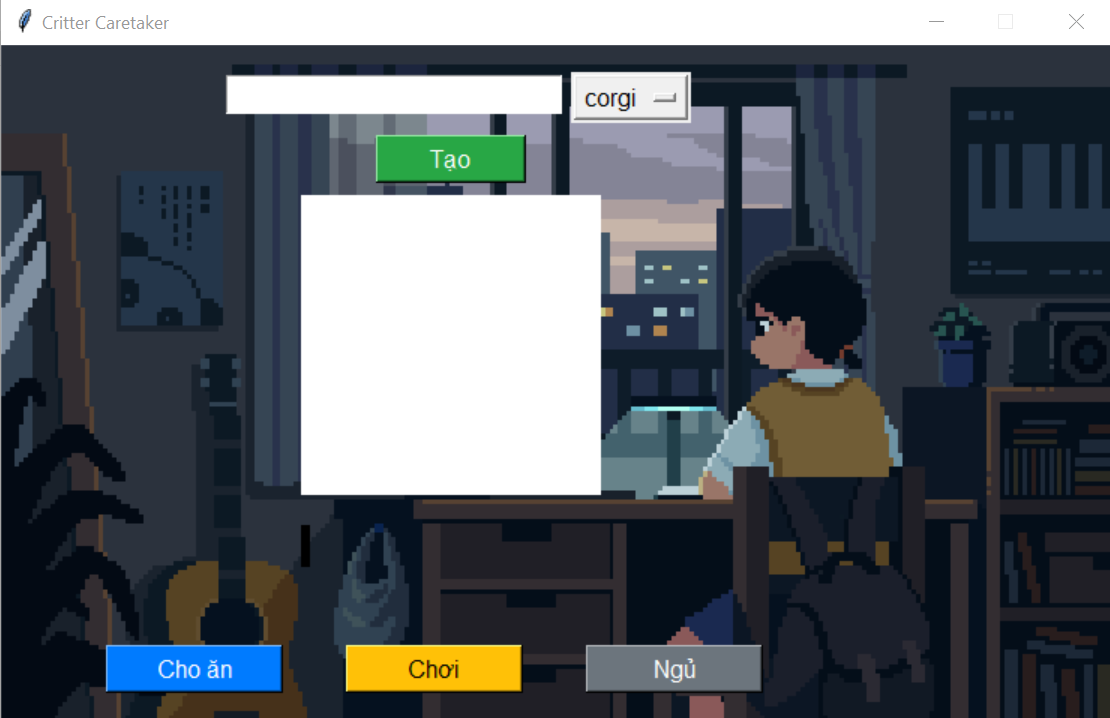 Critter Caretaker
corgi
Tạo
Cho ăn
Chơi
Ngủ